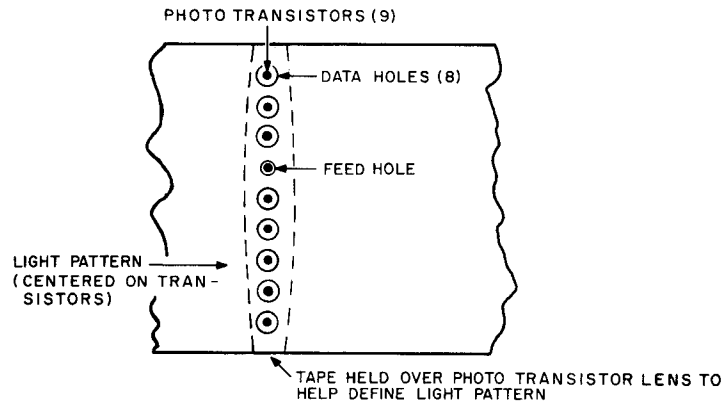 PHOTO TRANSISTORS (9)
DATA HOLES (8)
FEED HOLE
LIGHT PATTERN
(CENTERED ON TRAN-
SISTORS)
TAPE HELD OVER PHOTO TRANSISTOR LENS TO
HELP DEFINE LIGHT PATTERN